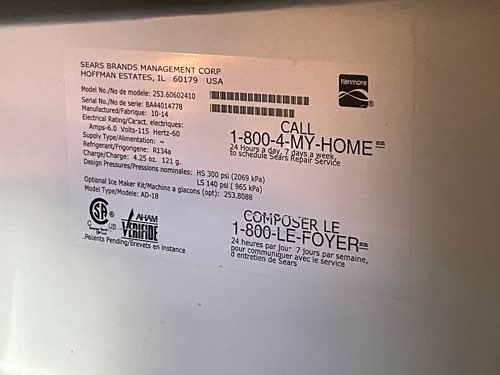 SEARS BRANDS MANAGEMENT CORP
HOFFMAN ESTATES, IL 60179 USA
Model No./No de modele: 253.60602410
Serial No./No de serie: BA44014778
Manufactured/Fabrique: 10-14
Electrical Rating/Caract. electriques:
Amps-6.0 Volts-115 Hertz-60
Supply Type/Alimentation: ~
Refrigerant/Frigorigene: R134a
Charge/Charge: 4.25 oz. 121 g.
Design Pressures/Pressions nominales: HS 300 psi (2069 kPa)
LS 140 psi ( 965 kPa)
Optional Ice Maker Kit/Machine a glacons (opt): 253.8088
Model Type/Modele: AD-18
Kenmore
®
CALL
1-800-4-MY-HOME
24 Hours a day, 7 days a week,
to schedule Sears Repair Service
COMPOSER LE
1-800-LE-FOYER
24 heures par jour 7 jours par semaine,
pour communiquer avec le service
d entretien de Sears
C US
AHAM
VERIFIDE
Patents Pending/Brevets en instance